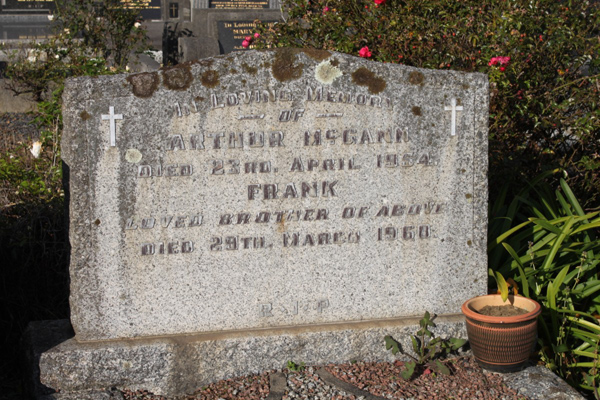 IN LOVING MEMORY
OF
ARTHUR McCANN
DIED 23RD. APRIL 1954
FRANK
LOVED BROTHER OF ABOVE
DIED 29TH. MARCH 1960
R.I.P